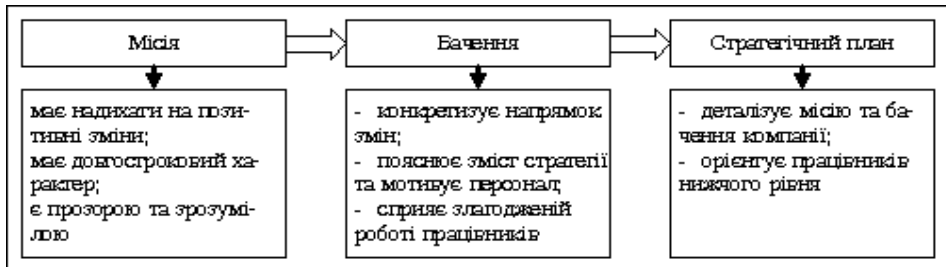 Місія
Бачення
Стратегічний план
має надихати на пози-
тивні зміни;
має довгостроковий ха-
рактер;
є прозорою та зрозумі-
лою
- конкретизує напрямок
змін;
- пояснює зміст стратегії
та мотивує персонал;
- сприяє злагодженій
роботі працівників
- деталізує місію та ба-
чення компанії;
- орієнтує працівників
нижчого рівня